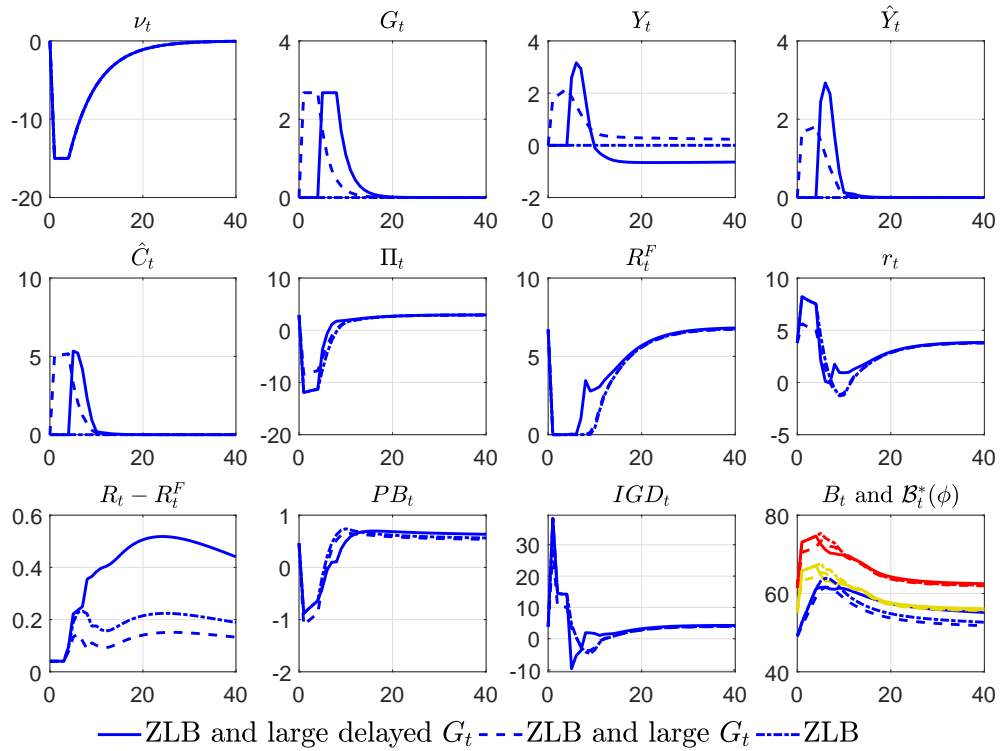 ν_t G_t Y_t Ŷ_t
0 4 4 4
-10 2 2 2
0
-20 0 -2 0
0 20 40 0 20 40 0 20 40 0 20 40
Ĉ_t Π_t R_t^F r_t
10 10 10 10
0
5 5 5
-10 0
0 -20 0 -5
0 20 40 0 20 40 0 20 40 0 20 40
R_t − R_t^F PB_t IGD_t B_t and 𝓑_t^*(ϕ)
0.6 1 80
30
0.4 0 20
60
0.2 -1 10
0
0 -2 -10 40
0 20 40 0 20 40 0 20 40 0 20 40
ZLB and large delayed G_t ZLB and large G_t ZLB